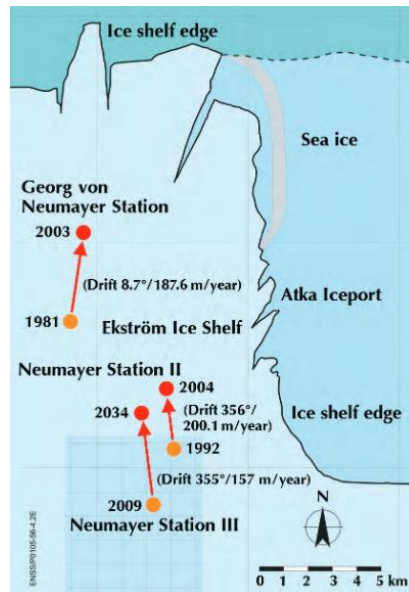 Ice shelf edge
Sea ice
Georg von
Neumayer Station
2003
(Drift 8.7°/187.6 m/year)
Atka Iceport
1981
Ekström Ice Shelf
Neumayer Station II
2004
2034
(Drift 356°/
200.1 m/year)
Ice shelf edge
1992
(Drift 355°/157 m/year)
N
2009
Neumayer Station III
0 1 2 3 4 5 km
ENSS/P0105-56-4.2E